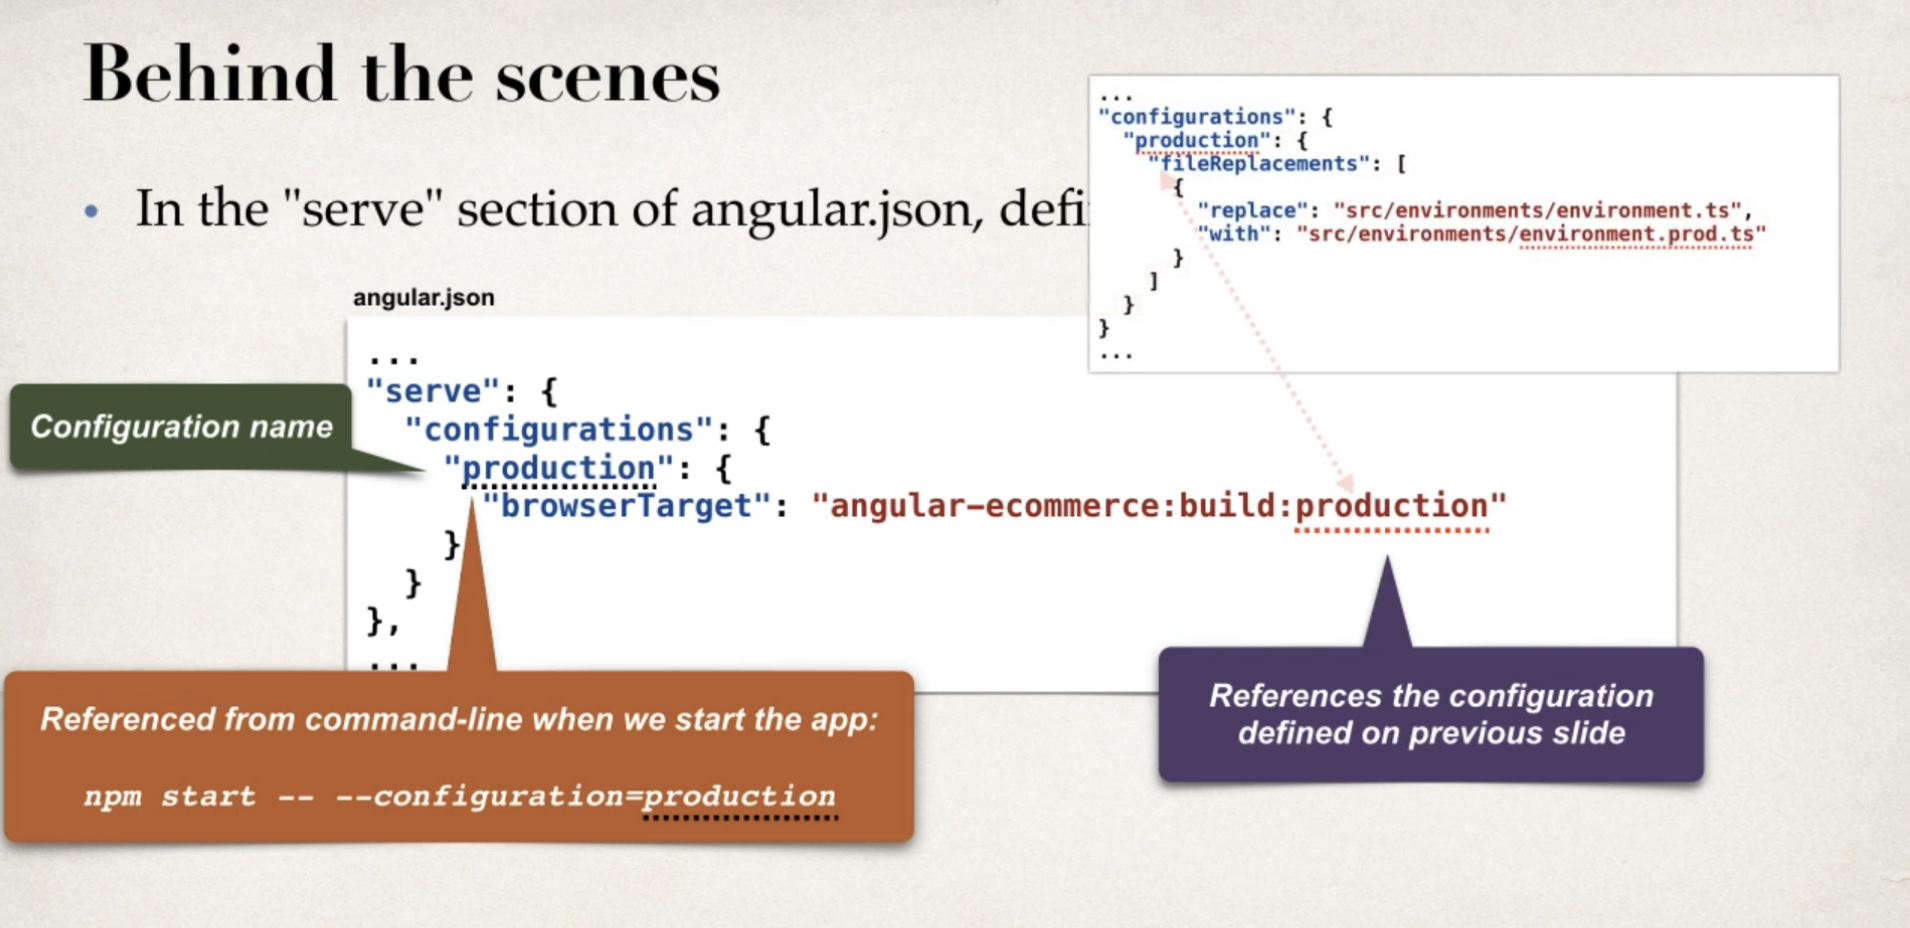 Behind the scenes
• In the "serve" section of angular.json, defi
...
"configurations": {
"production": {
"fileReplacements": [
{
"replace": "src/environments/environment.ts",
"with": "src/environments/environment.prod.ts"
}
]
}
}
...
angular.json
...
"serve": {
"configurations": {
"production": {
"browserTarget": "angular-ecommerce:build:production"
}
}
},
...
Configuration name
Referenced from command-line when we start the app:
npm start -- --configuration=production
References the configuration
defined on previous slide